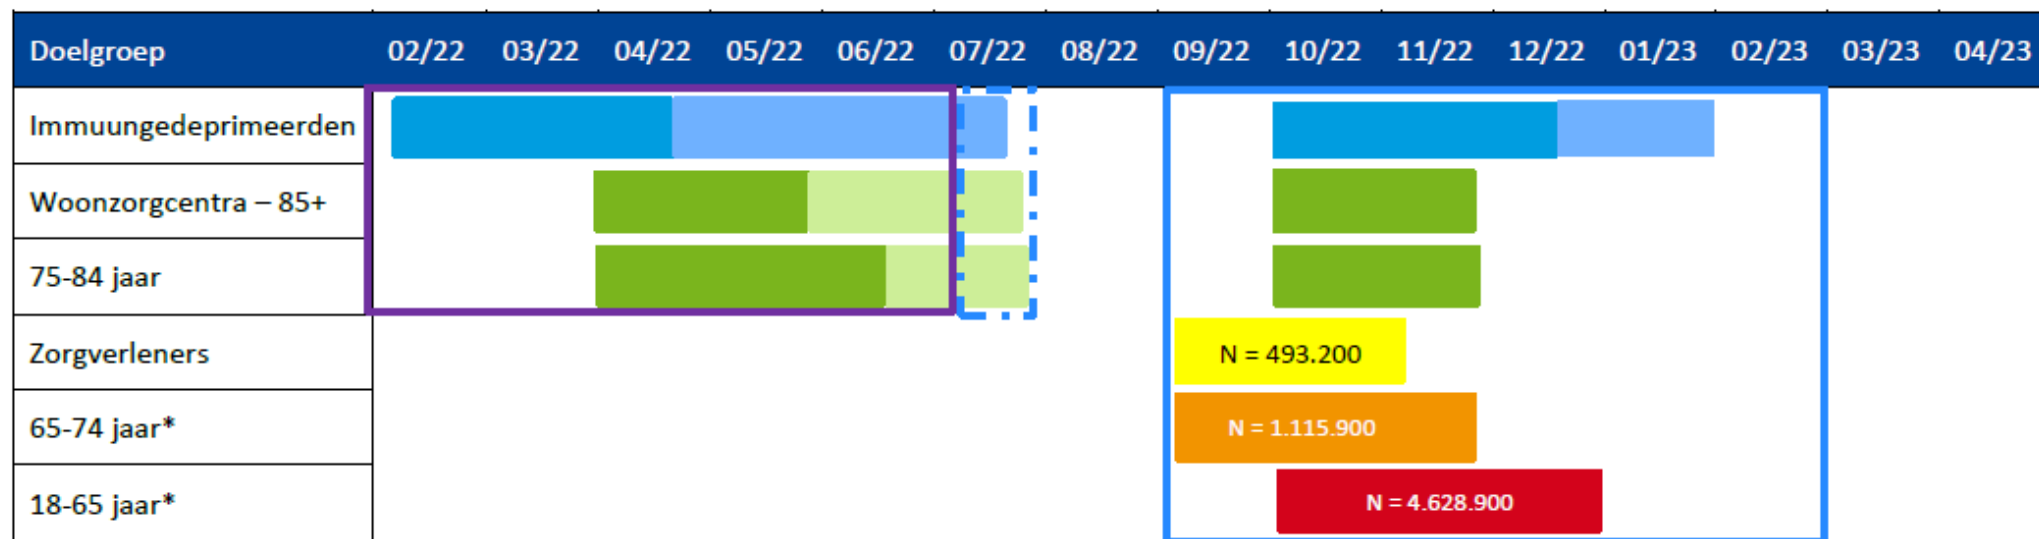 Doelgroep 02/22 03/22 04/22 05/22 06/22 07/22 08/22 09/22 10/22 11/22 12/22 01/23 02/23 03/23 04/23
Immuungedeprimeerden
Woonzorgcentra – 85+
75-84 jaar
Zorgverleners N = 493.200
65-74 jaar* N = 1.115.900
18-65 jaar* N = 4.628.900